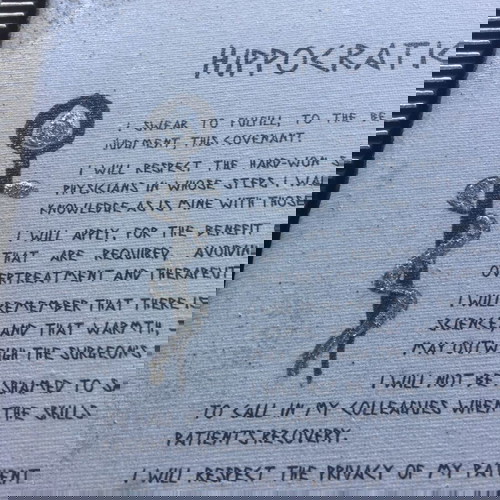 HIPPOCRATIC
I SWEAR TO FULFILL, TO THE BE
JUDGMENT, THIS COVENANT:
I WILL RESPECT THE HARD-WON S
PHYSICIANS IN WHOSE STEPS I WAL
KNOWLEDGE AS IS MINE WITH THOSE
I WILL APPLY, FOR THE BENEFIT
THAT ARE REQUIRED, AVOIDIN
OVERTREATMENT AND THERAPEUT
I WILL REMEMBER THAT THERE IS
SCIENCE, AND THAT WARMTH,
MAY OUTWEIGH THE SURGEON'S
I WILL NOT BE ASHAMED TO S
TO CALL IN MY COLLEAGUES WHEN THE SKILLS
PATIENT'S RECOVERY.
I WILL RESPECT THE PRIVACY OF MY PATIENT